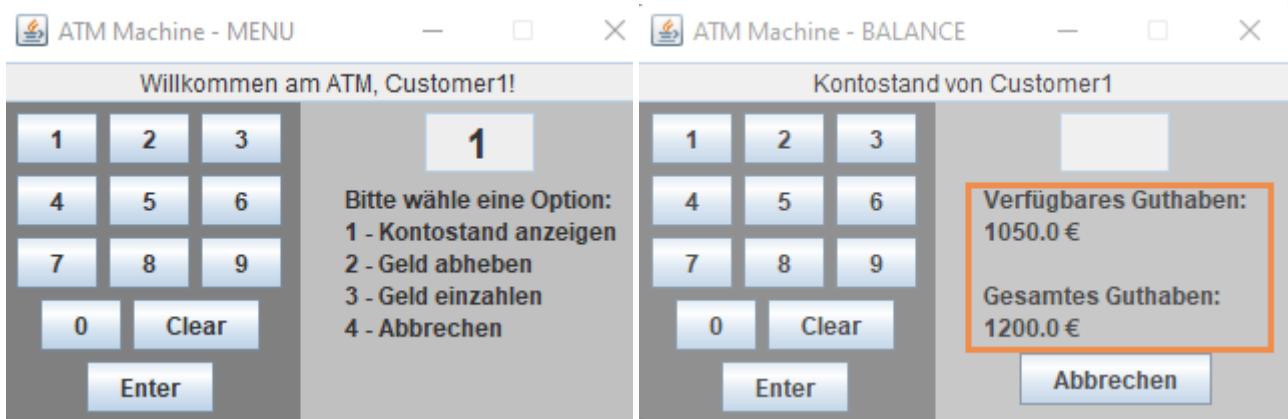 ATM Machine - MENU
Willkommen am ATM, Customer1!
1 2 3
4 5 6
7 8 9
0 Clear
Enter
1
Bitte wähle eine Option:
1 - Kontostand anzeigen
2 - Geld abheben
3 - Geld einzahlen
4 - Abbrechen
ATM Machine - BALANCE
Kontostand von Customer1
1 2 3
4 5 6
7 8 9
0 Clear
Enter
Verfügbares Guthaben:
1050.0 €
Gesamtes Guthaben:
1200.0 €
Abbrechen